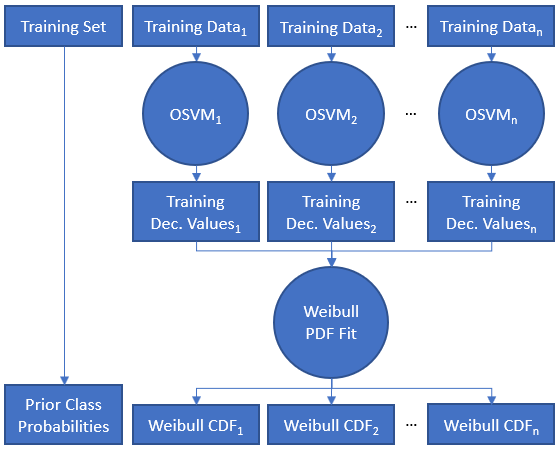 Training Set
Training Data1
Training Data2
...
Training Datan
OSVM1
OSVM2
...
OSVMn
Training
Dec. Values1
Training
Dec. Values2
...
Training
Dec. Valuesn
Weibull
PDF Fit
Prior Class
Probabilities
Weibull CDF1
Weibull CDF2
...
Weibull CDFn